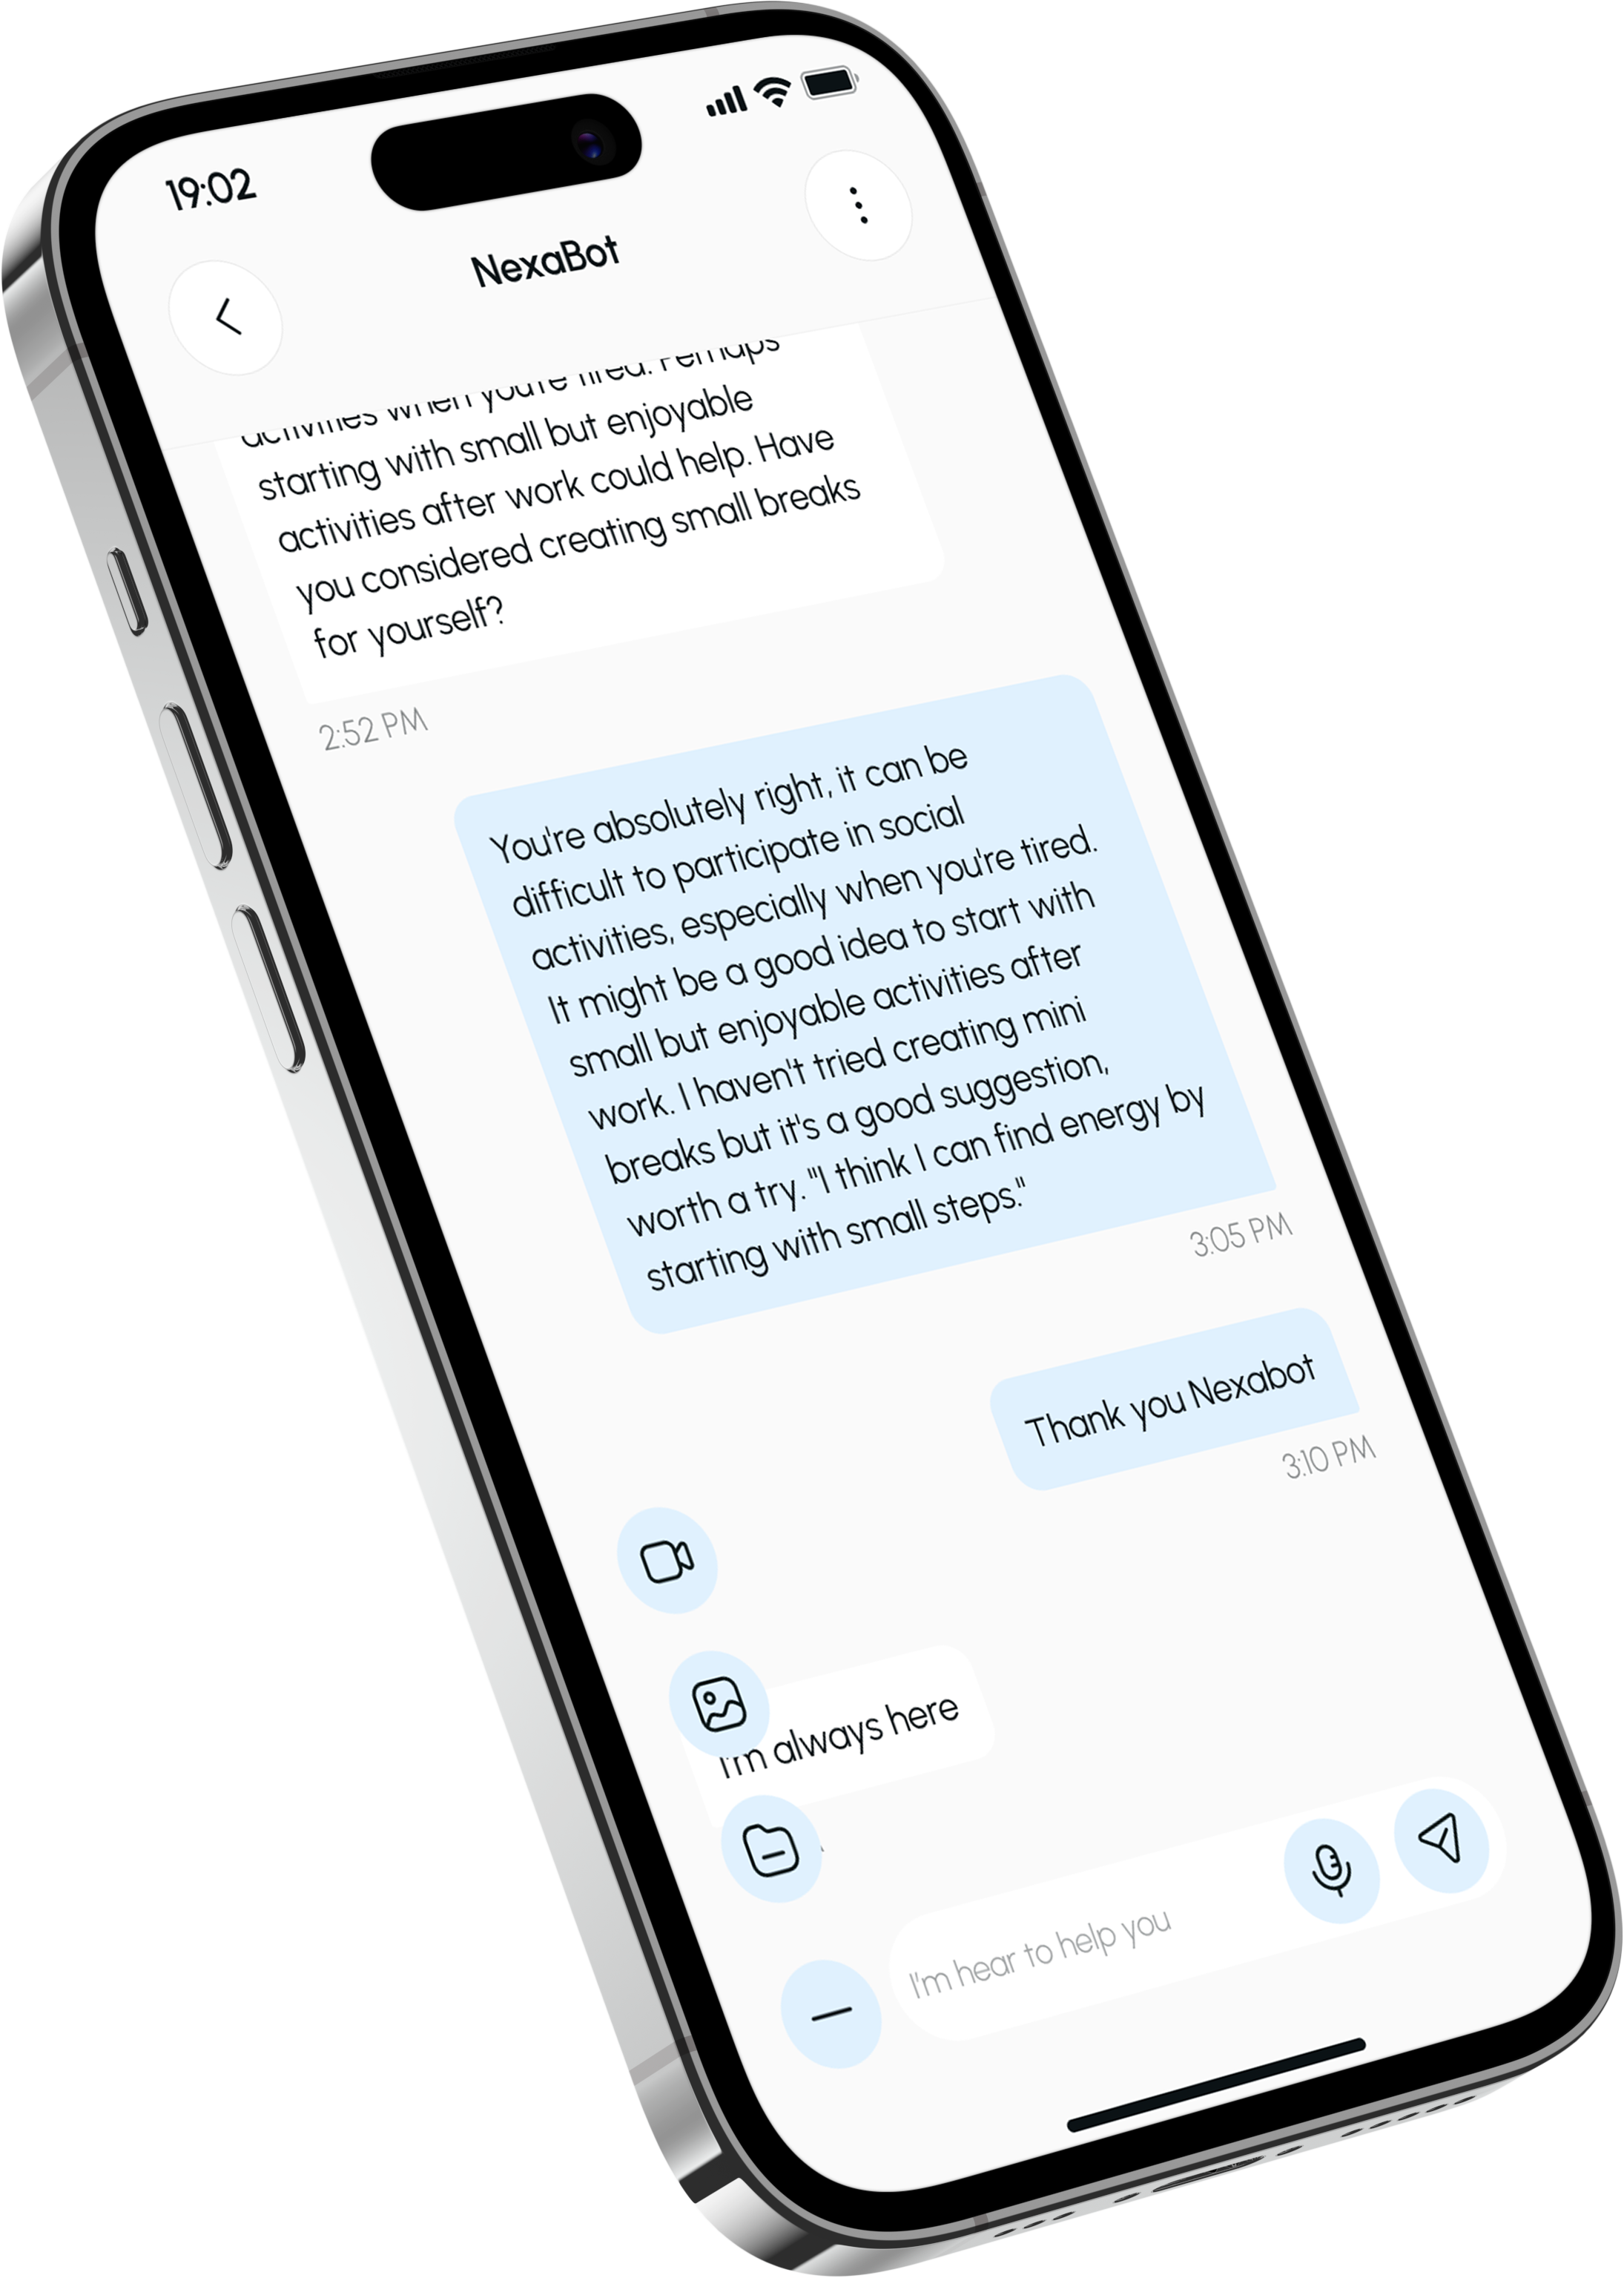 19:02
NexaBot
activities when you're tired. Perhaps
starting with small but enjoyable
activities after work could help. Have
you considered creating small breaks
for yourself?
2:52 PM
You're absolutely right, it can be
difficult to participate in social
activities, especially when you're tired.
It might be a good idea to start with
small but enjoyable activities after
work. I haven't tried creating mini
breaks but it's a good suggestion,
worth a try. "I think I can find energy by
starting with small steps."
3:05 PM
Thank you Nexabot
3:10 PM
I'm always here
I'm hear to help you